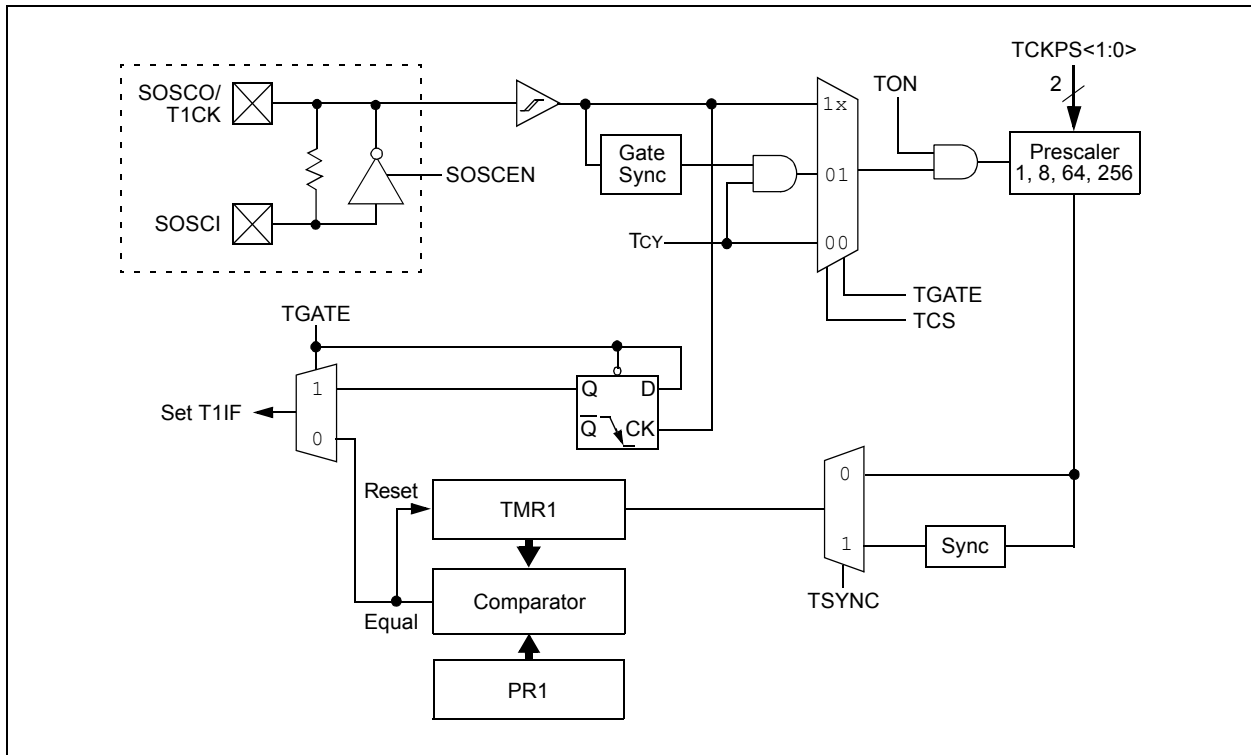 TCKPS<1:0>
SOSCO/
T1CK
TON
2
1x
Prescaler
1, 8, 64, 256
Gate
Sync
SOSCEN
01
SOSCI
TCY
00
TGATE
TCS
TGATE
1
Q
D
Set T1IF
Q̅
CK
0
0
Reset
TMR1
1
Sync
TSYNC
Comparator
Equal
PR1